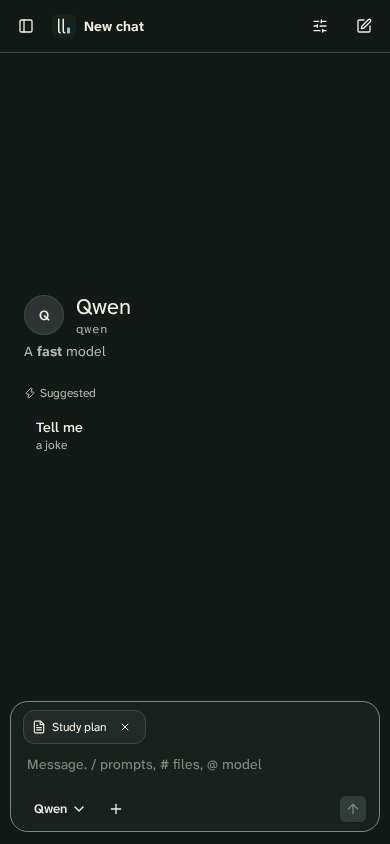 New chat
Q
Qwen
qwen
A fast model
Suggested
Tell me
a joke
Study plan
Message. / prompts, # files, @ model
Qwen